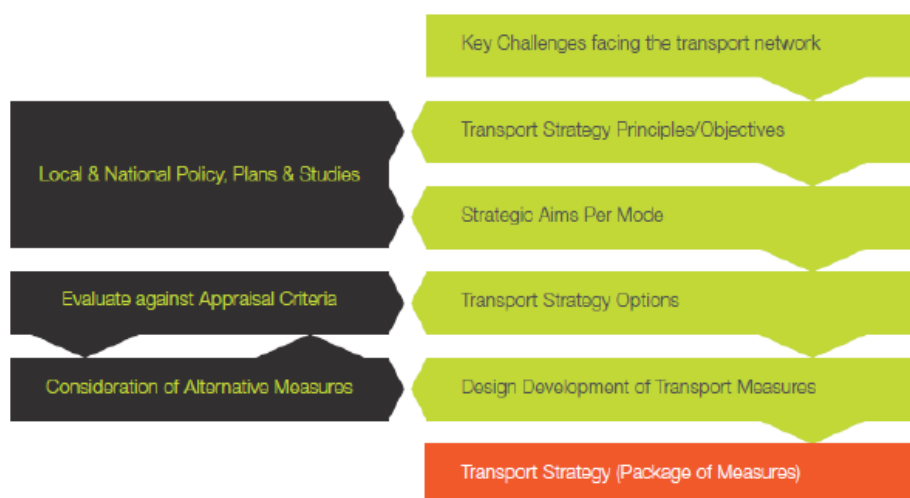 Key Challenges facing the transport network
Transport Strategy Principles/Objectives
Local & National Policy, Plans & Studies
Strategic Aims Per Mode
Evaluate against Appraisal Criteria
Transport Strategy Options
Consideration of Alternative Measures
Design Development of Transport Measures
Transport Strategy (Package of Measures)